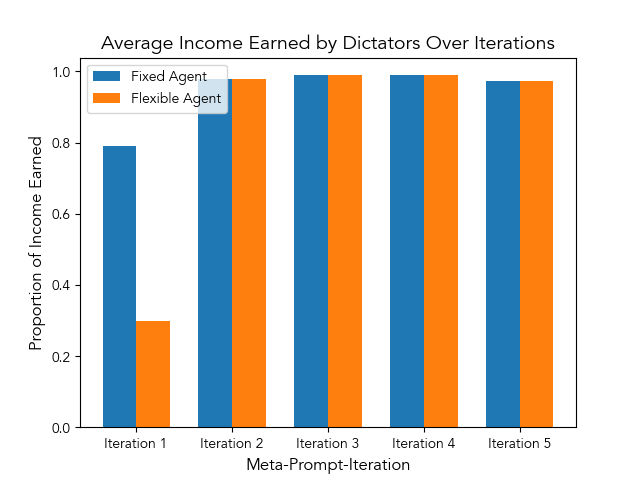 Average Income Earned by Dictators Over Iterations
Fixed Agent
Flexible Agent
1.0
0.8
0.6
0.4
0.2
0.0
Proportion of Income Earned
Iteration 1
Iteration 2
Iteration 3
Iteration 4
Iteration 5
Meta-Prompt-Iteration